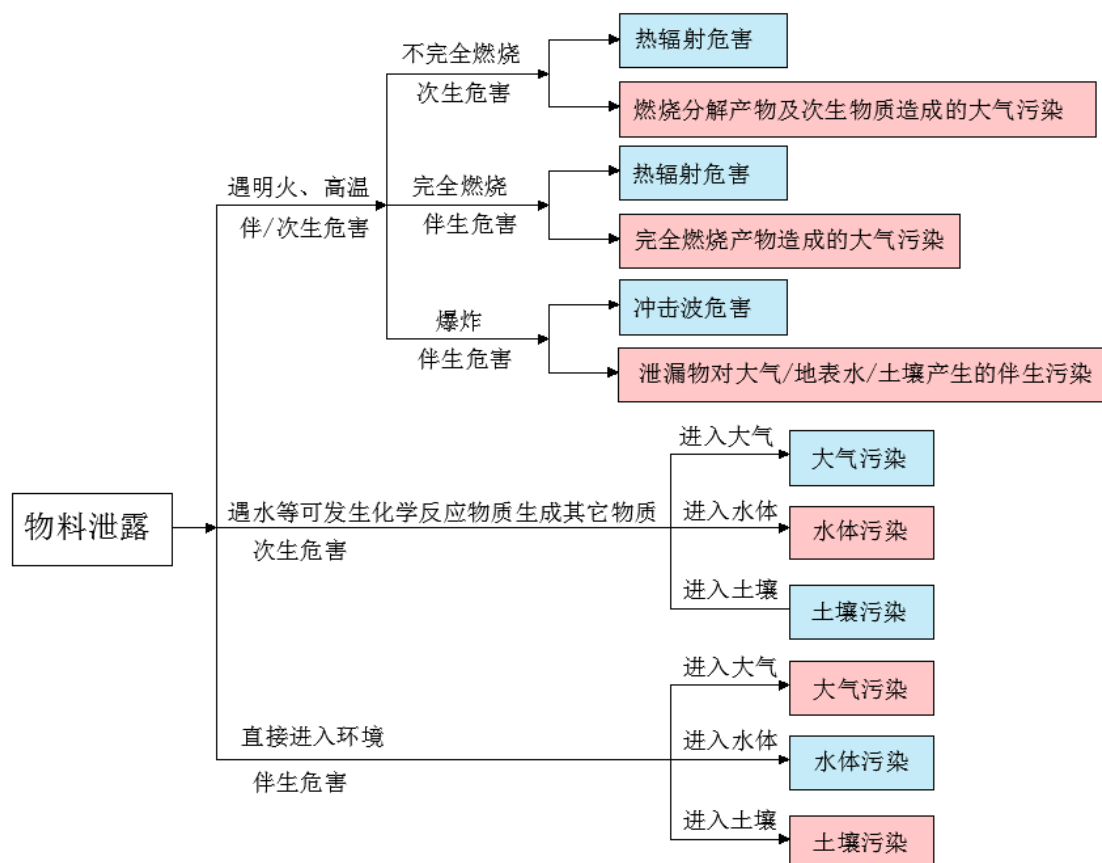 不完全燃烧
次生危害
热辐射危害
燃烧分解产物及次生物质造成的大气污染
遇明火、高温
伴/次生危害
完全燃烧
伴生危害
热辐射危害
完全燃烧产物造成的大气污染
爆炸
伴生危害
冲击波危害
泄漏物对大气/地表水/土壤产生的伴生污染
物料泄露
遇水等可发生化学反应物质生成其它物质
次生危害
进入大气
大气污染
进入水体
水体污染
进入土壤
土壤污染
直接进入环境
伴生危害
进入大气
大气污染
进入水体
水体污染
进入土壤
土壤污染